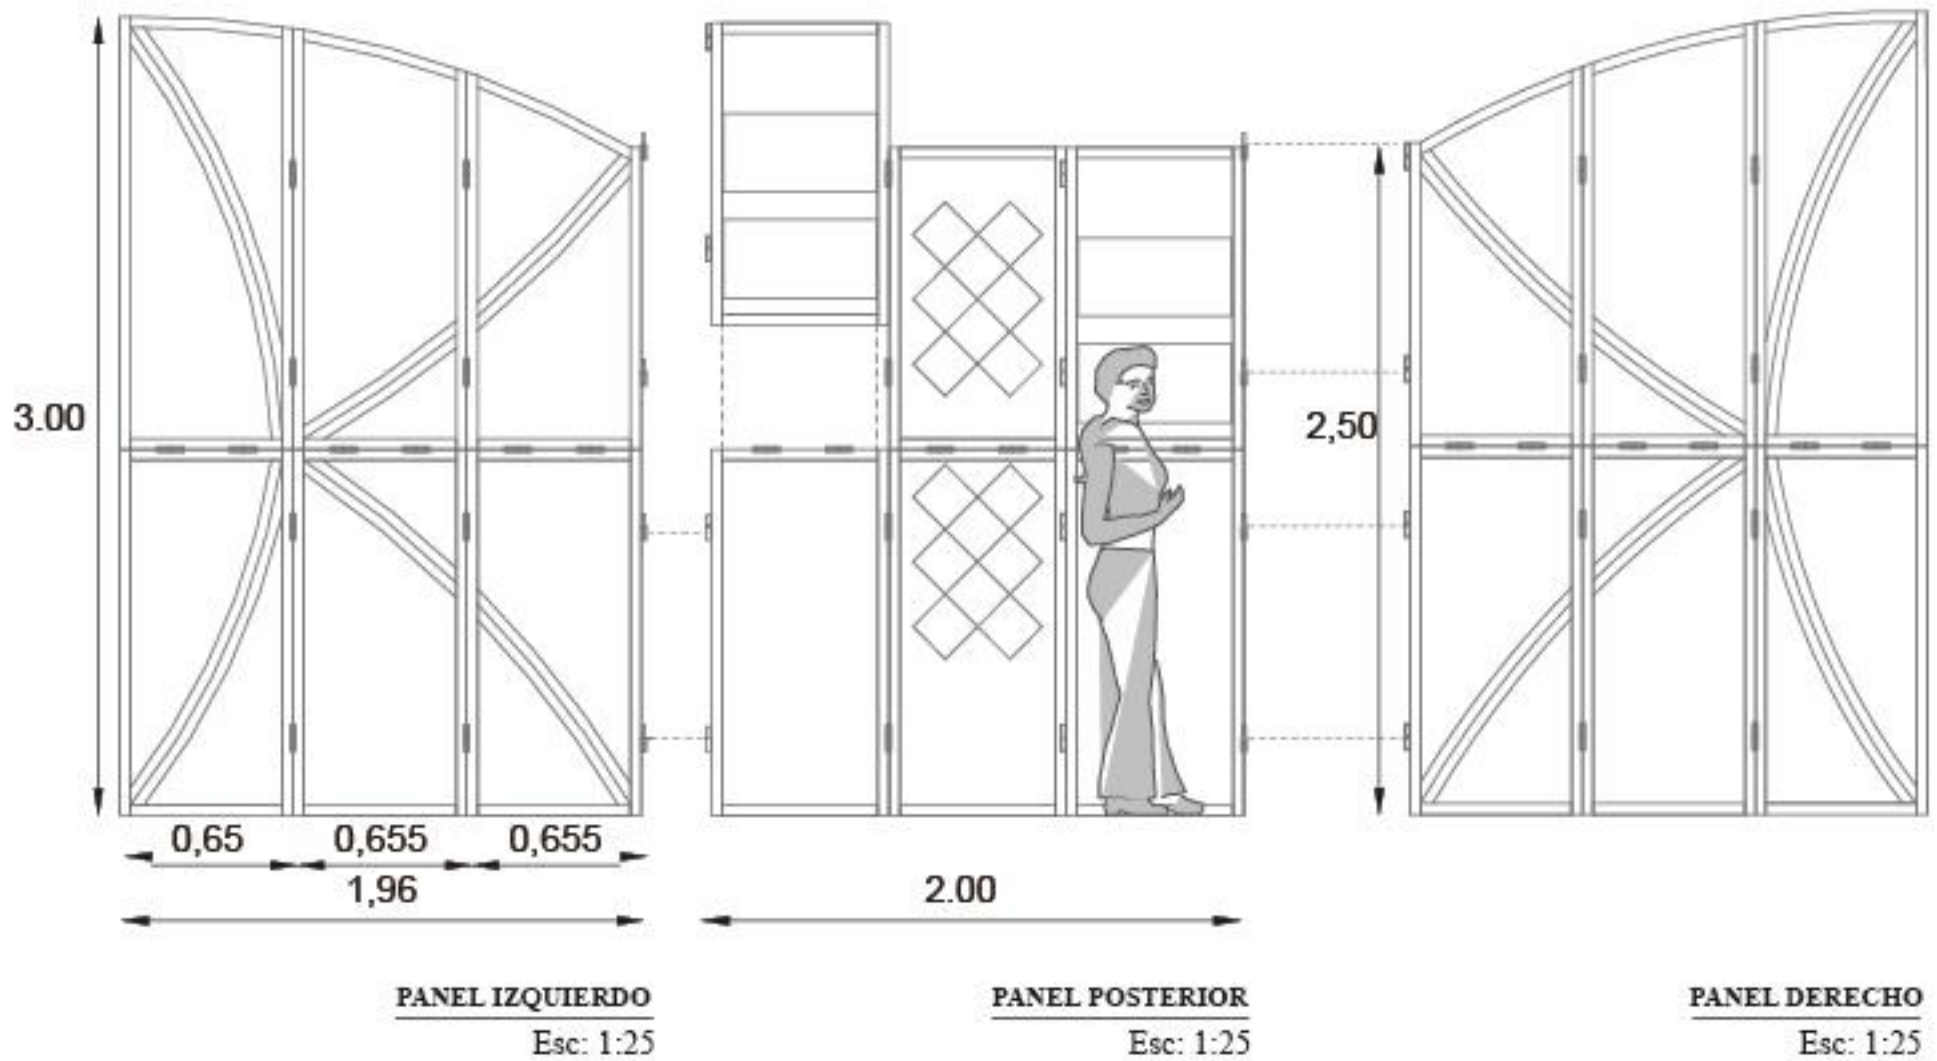 3.00
2,50
0,65 0,655 0,655
1,96
2.00
PANEL IZQUIERDO
Esc: 1:25
PANEL POSTERIOR
Esc: 1:25
PANEL DERECHO
Esc: 1:25